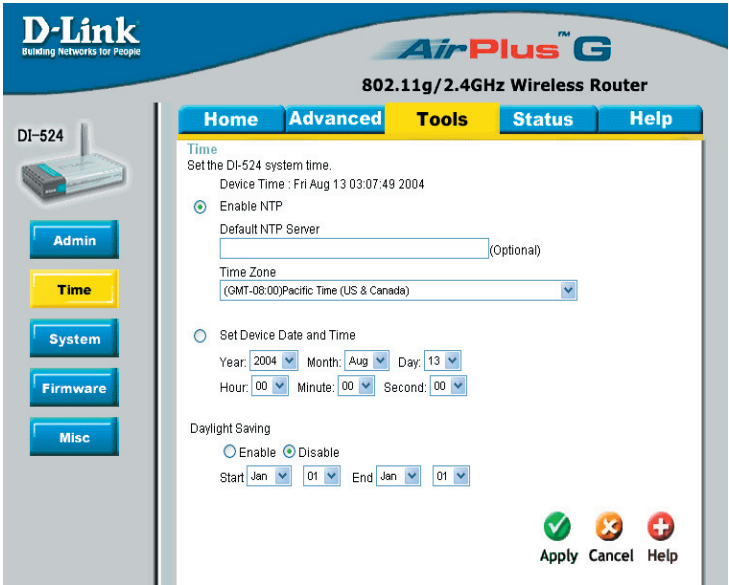 D-Link
Building Networks for People
AirPlus™G
802.11g/2.4GHz Wireless Router
DI-524
Home Advanced Tools Status Help
Admin
Time
System
Firmware
Misc
Time
Set the DI-524 system time.
Device Time : Fri Aug 13 03:07:49 2004
Enable NTP
Default NTP Server
(Optional)
Time Zone
(GMT-08:00)Pacific Time (US & Canada)
Set Device Date and Time
Year: 2004 Month: Aug Day: 13
Hour: 00 Minute: 00 Second: 00
Daylight Saving
Enable Disable
Start Jan 01 End Jan 01
Apply Cancel Help